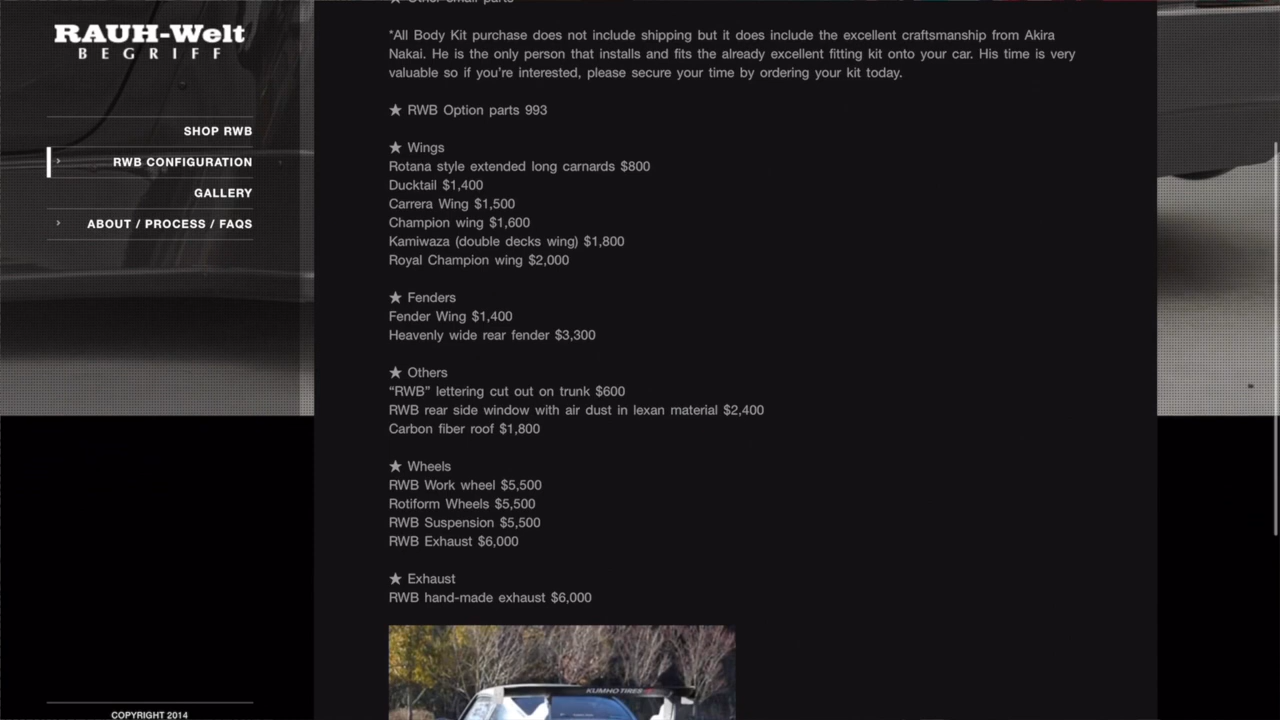 RAUH-Welt
BEGRIFF
SHOP RWB
RWB CONFIGURATION
GALLERY
ABOUT / PROCESS / FAQS
COPYRIGHT 2014
★ Other small parts
*All Body Kit purchase does not include shipping but it does include the excellent craftsmanship from Akira
Nakai. He is the only person that installs and fits the already excellent fitting kit onto your car. His time is very
valuable so if you're interested, please secure your time by ordering your kit today.
★ RWB Option parts 993
★ Wings
Rotana style extended long carnards $800
Ducktail $1,400
Carrera Wing $1,500
Champion wing $1,600
Kamiwaza (double decks wing) $1,800
Royal Champion wing $2,000
★ Fenders
Fender Wing $1,400
Heavenly wide rear fender $3,300
★ Others
“RWB” lettering cut out on trunk $600
RWB rear side window with air dust in lexan material $2,400
Carbon fiber roof $1,800
★ Wheels
RWB Work wheel $5,500
Rotiform Wheels $5,500
RWB Suspension $5,500
RWB Exhaust $6,000
★ Exhaust
RWB hand-made exhaust $6,000
KUMHO TIRES